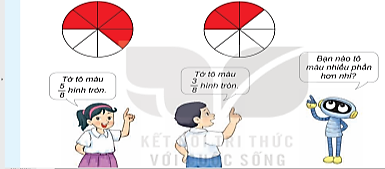 Tớ tô màu
5/8 hình tròn.
Tớ tô màu
3/8 hình tròn.
Bạn nào tô
màu nhiều phần
hơn nhỉ?
KẾT NỐI TRI THỨC
VỚI CUỘC SỐNG